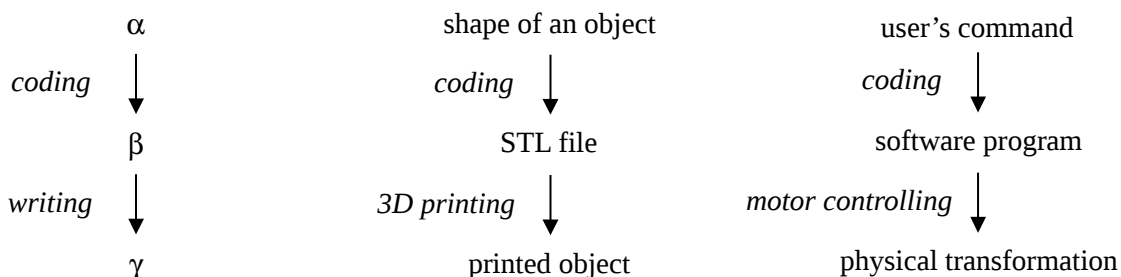 α shape of an object user’s command
coding coding coding
β STL file software program
writing 3D printing motor controlling
γ printed object physical transformation